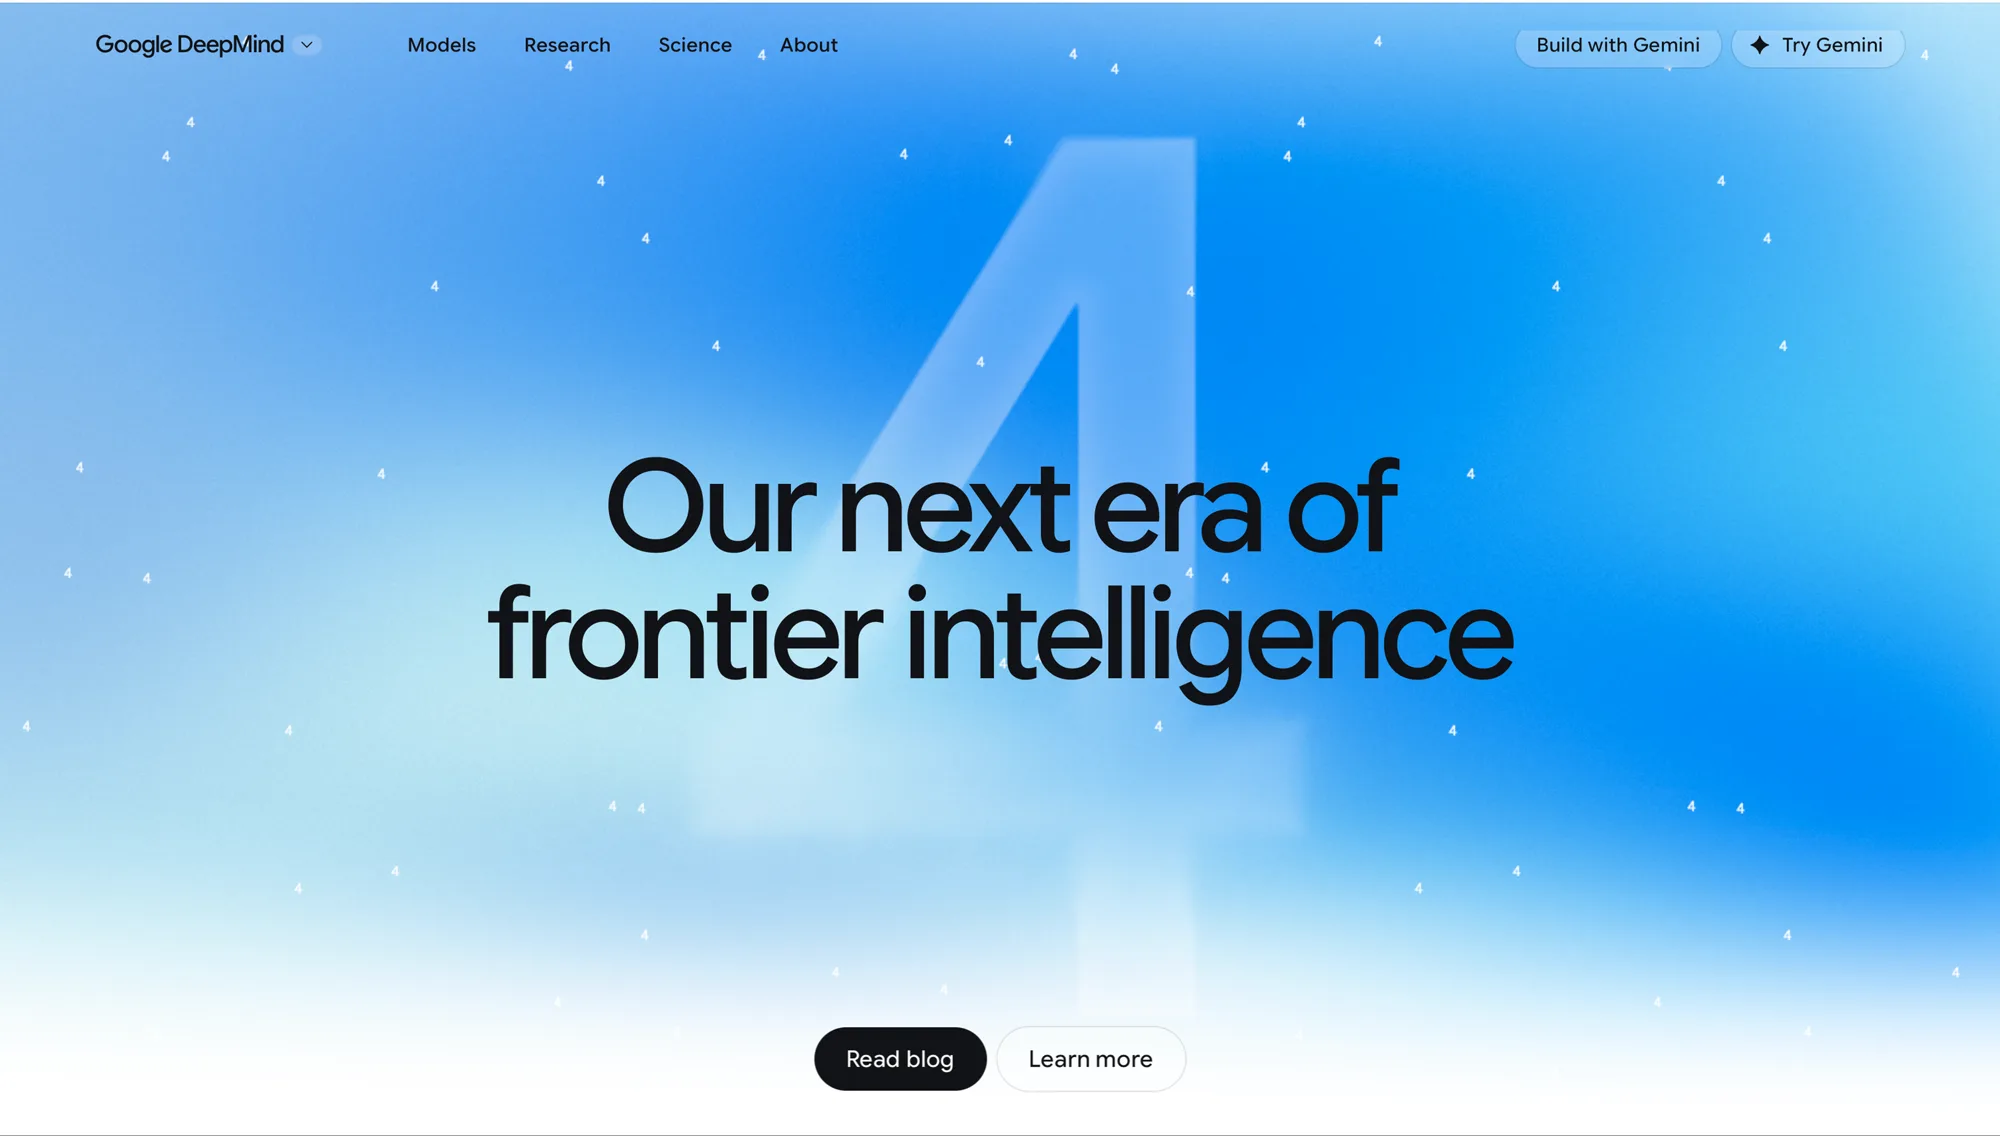 Google DeepMind
Models
Research
Science
About
Build with Gemini
Try Gemini
4
Our next era of
frontier intelligence
Read blog
Learn more